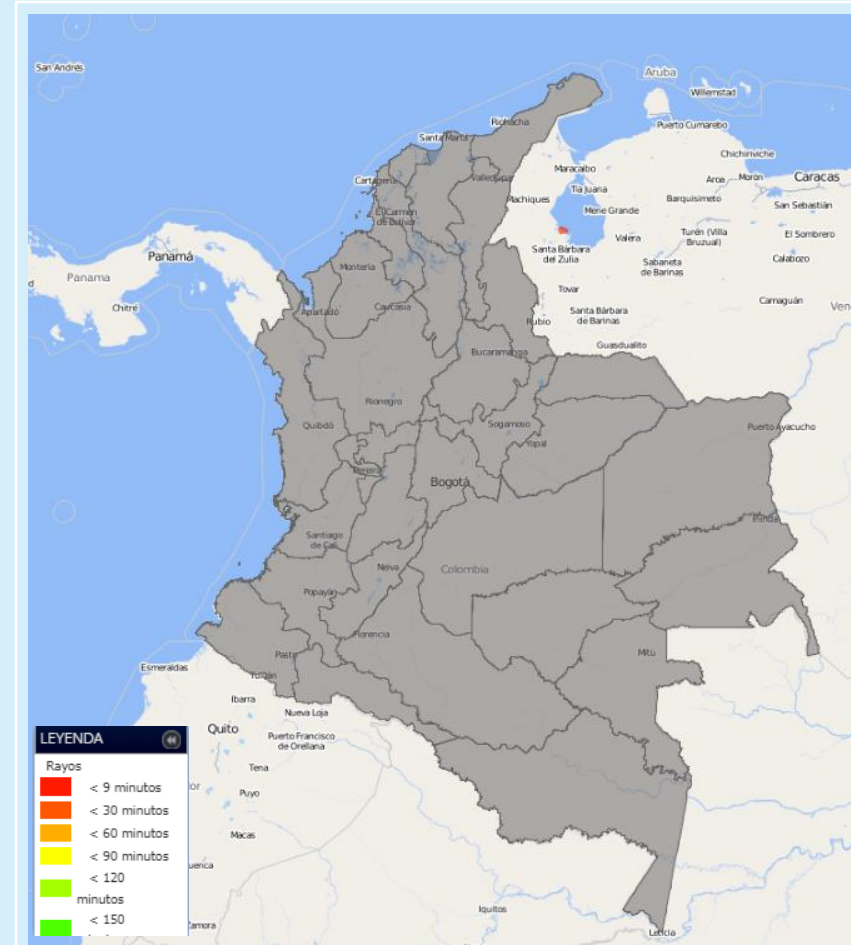 San Andrés
Aruba
Willemstad
Riohacha
Puerto Cumarebo
Santa Marta
Chichiriviche
Maracaibo
Caracas
Cartagena
Valledupar
Aroa
Morón
Tia Juana
Machiques
Barquisimeto
San Sebastián
El Carmen
de Bolívar
Mene Grande
Turén (Villa
Bruzual)
El Sombrero
Valera
Panamá
Santa Bárbara
del Zulia
Calabozo
Sabaneta
de Barinas
Montería
Panama
Tovar
Camaguán
Chitré
Caucasia
Apartadó
Santa Bárbara
de Barinas
Ven
Rubio
Guasdualito
Bucaramanga
Rionegro
Quibdó
Sogamoso
Puerto Ayacucho
Yopal
Pereira
Bogotá
Inírida
Santiago
de Cali
Neiva
Colombia
Popayán
Florencia
Mitú
Pasto
Esmeraldas
Tulcán
Ibarra
Nueva Loja
Quito
Puerto Francisco
de Orellana
Tena
Puyo
Macas
uenca
Zamora
Iquitos
Leticia
LEYENDA
Rayos
< 9 minutos
< 30 minutos
< 60 minutos
< 90 minutos
< 120
minutos
< 150